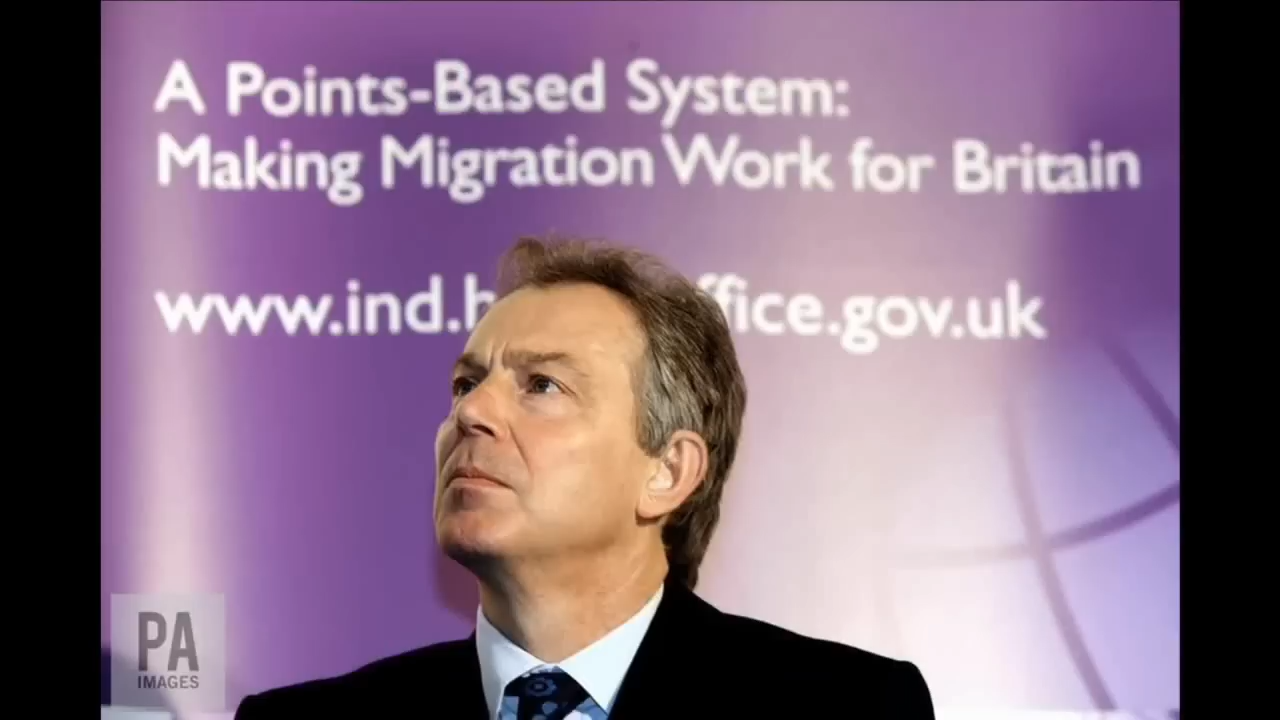 A Points-Based System:
Making Migration Work for Britain
www.ind.h ffice.gov.uk
PA
IMAGES